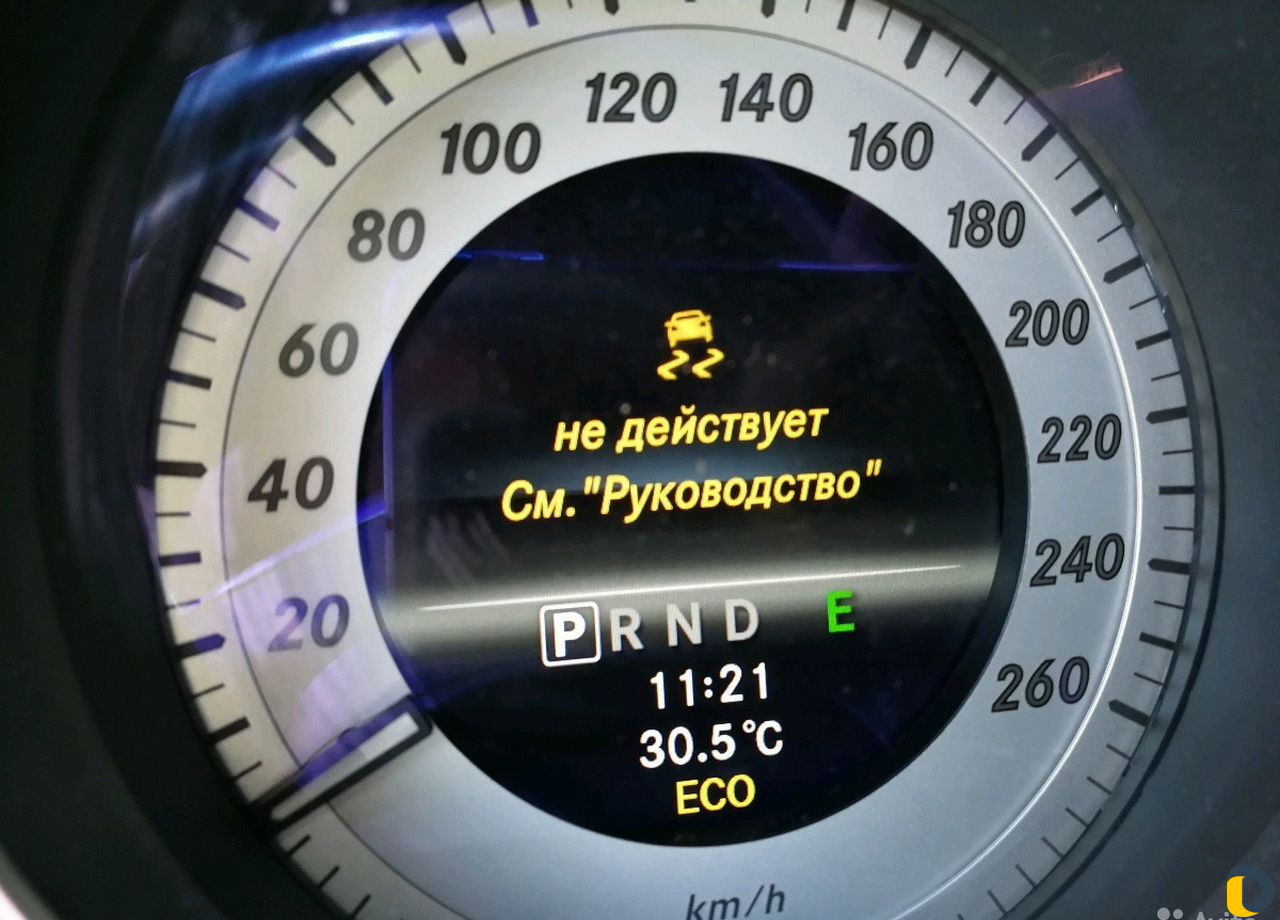 120 140
100 160
80 180
60 200
40 220
20 240
260
не действует
См."Руководство"
P R N D E
11:21
30.5°C
ECO
km/h